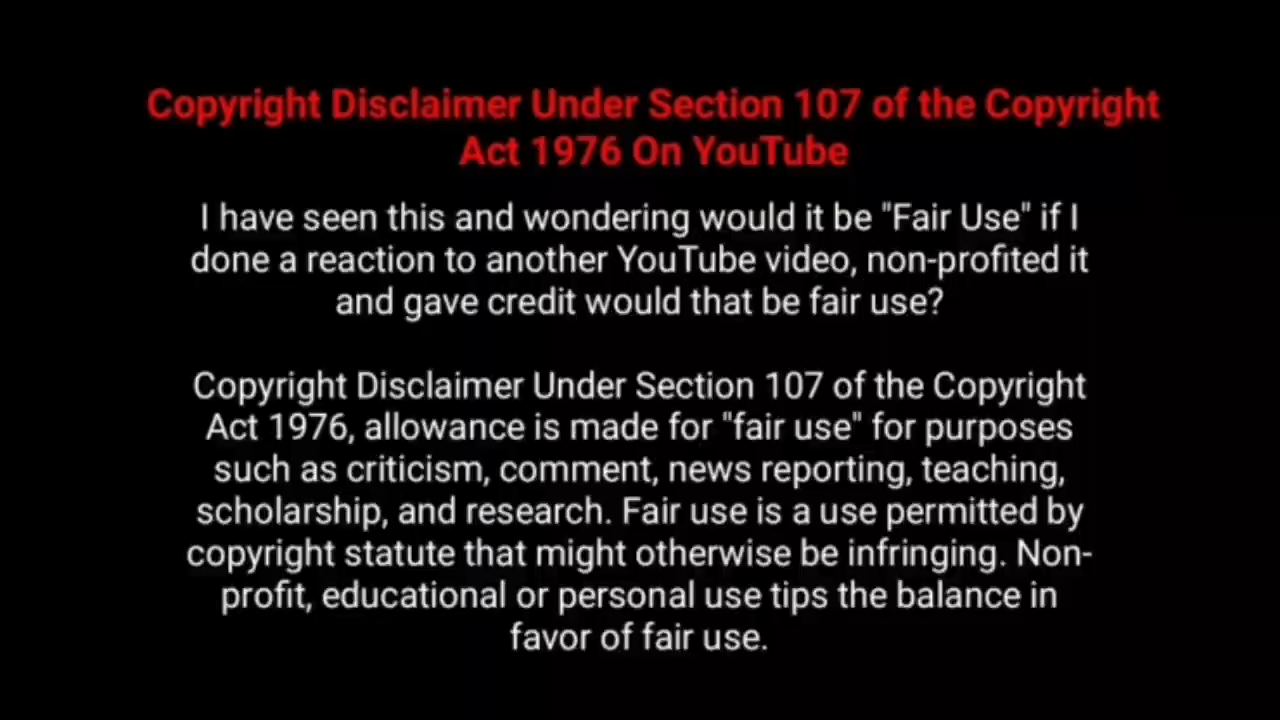 Copyright Disclaimer Under Section 107 of the Copyright
Act 1976 On YouTube
I have seen this and wondering would it be "Fair Use" if I
done a reaction to another YouTube video, non-profited it
and gave credit would that be fair use?
Copyright Disclaimer Under Section 107 of the Copyright
Act 1976, allowance is made for "fair use" for purposes
such as criticism, comment, news reporting, teaching,
scholarship, and research. Fair use is a use permitted by
copyright statute that might otherwise be infringing. Non-
profit, educational or personal use tips the balance in
favor of fair use.